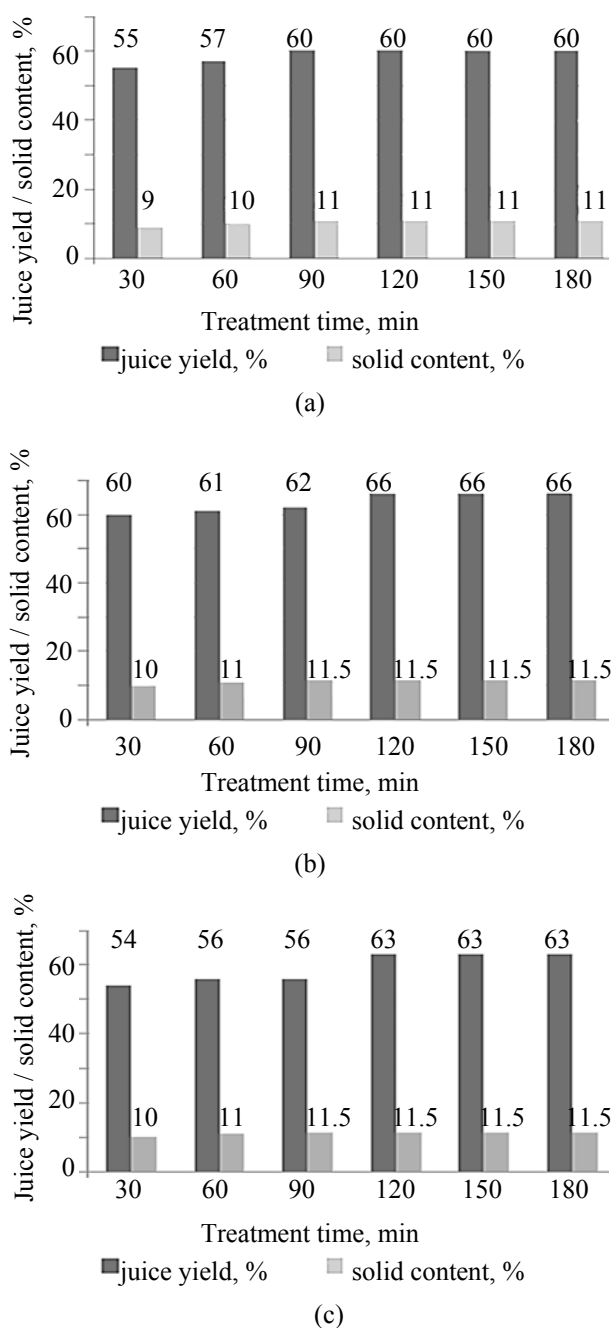 55 57 60 60 60 60
60
40
20
0
9 10 11 11 11 11
30 60 90 120 150 180
Juice yield / solid content, %
Treatment time, min
juice yield, % solid content, %
(a)
60 61 62 66 66 66
60
40
20
0
10 11 11.5 11.5 11.5 11.5
30 60 90 120 150 180
Juice yield / solid content, %
Treatment time, min
juice yield, % solid content, %
(b)
54 56 56 63 63 63
60
40
20
0
10 11 11.5 11.5 11.5 11.5
30 60 90 120 150 180
Juice yield / solid content, %
Treatment time, min
juice yield, % solid content, %
(c)